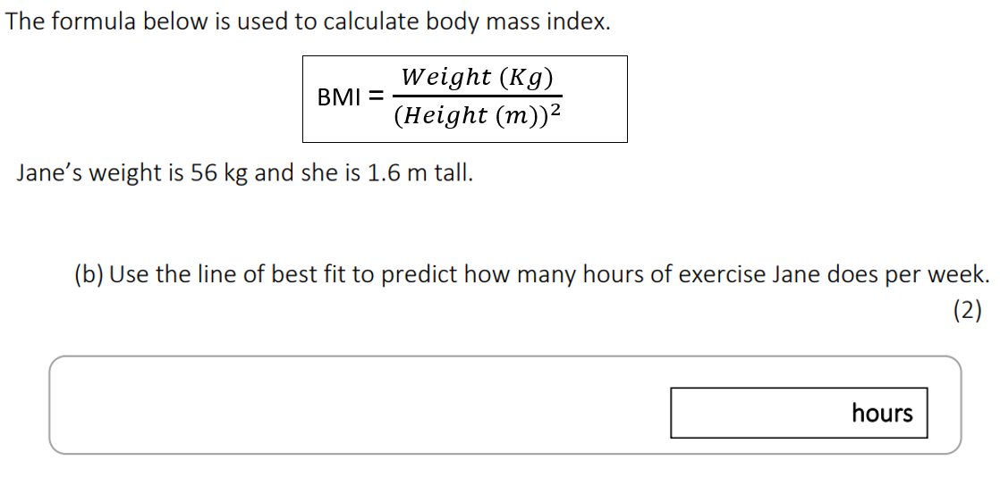 The formula below is used to calculate body mass index.
BMI = Weight (Kg) / (Height (m))²
Jane’s weight is 56 kg and she is 1.6 m tall.
(b) Use the line of best fit to predict how many hours of exercise Jane does per week.
(2)
hours